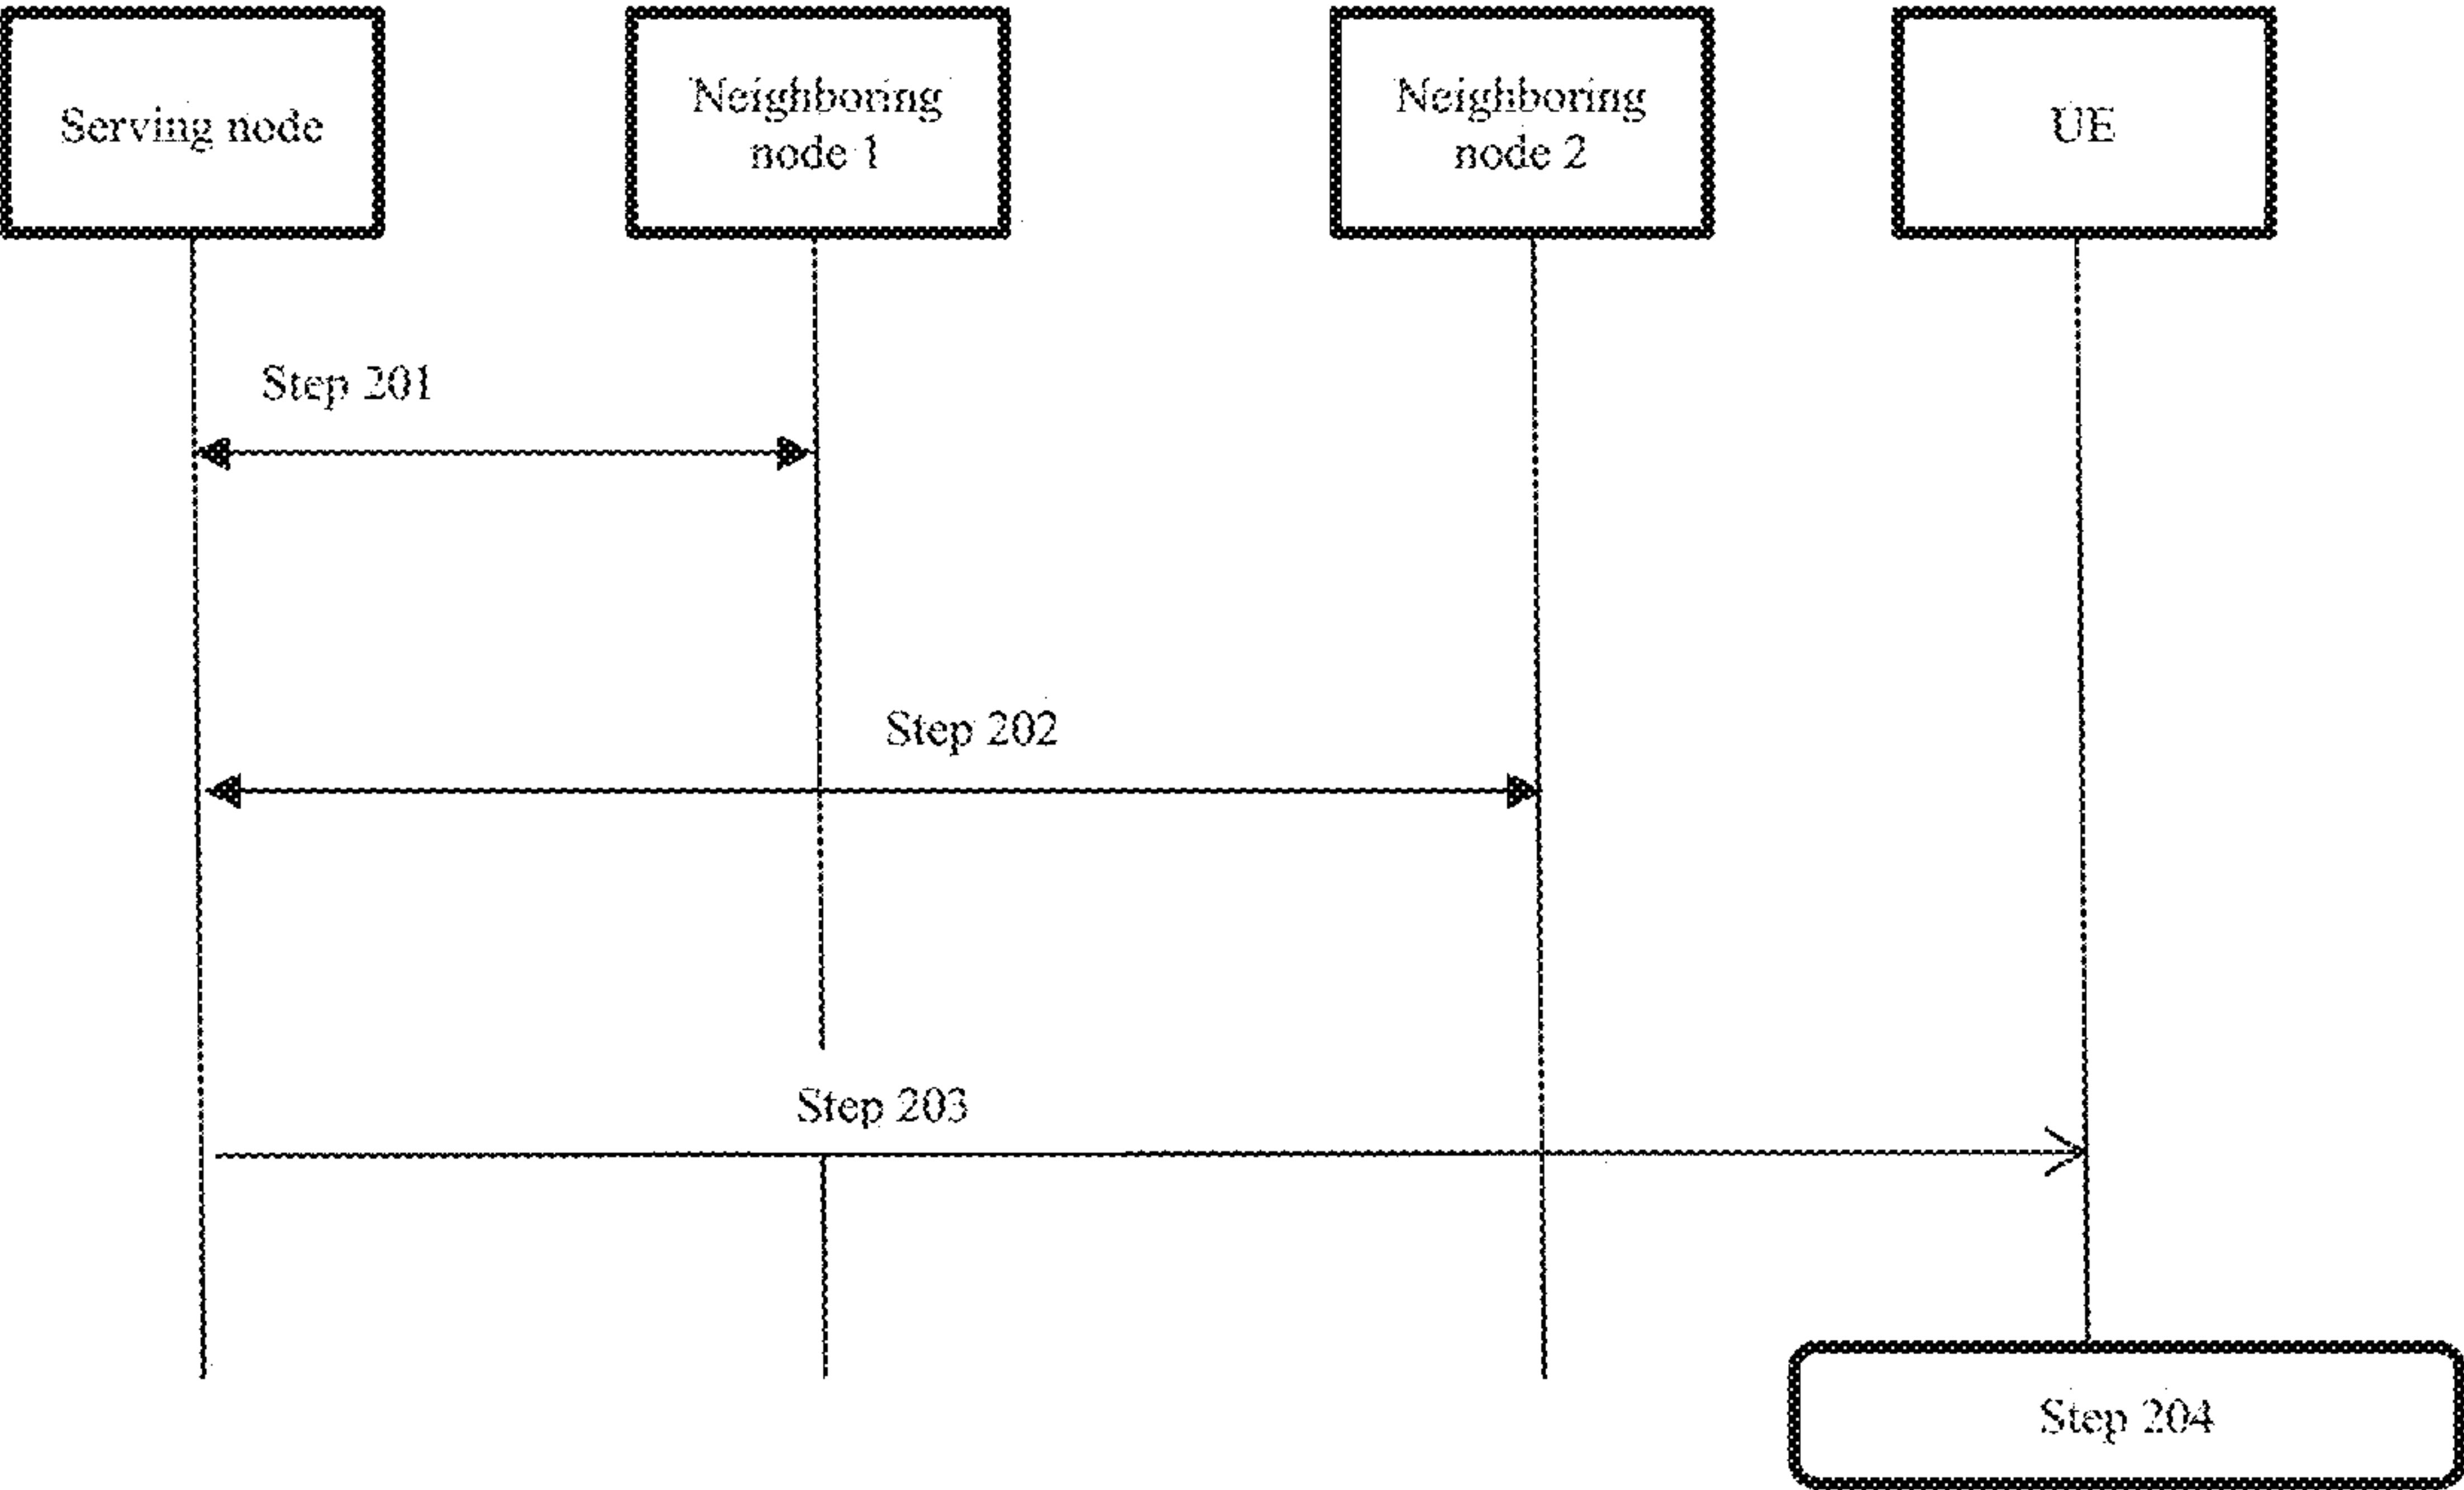 Serving node
Neighboring
node 1
Neighboring
node 2
UE
Step 201
Step 202
Step 203
Step 204